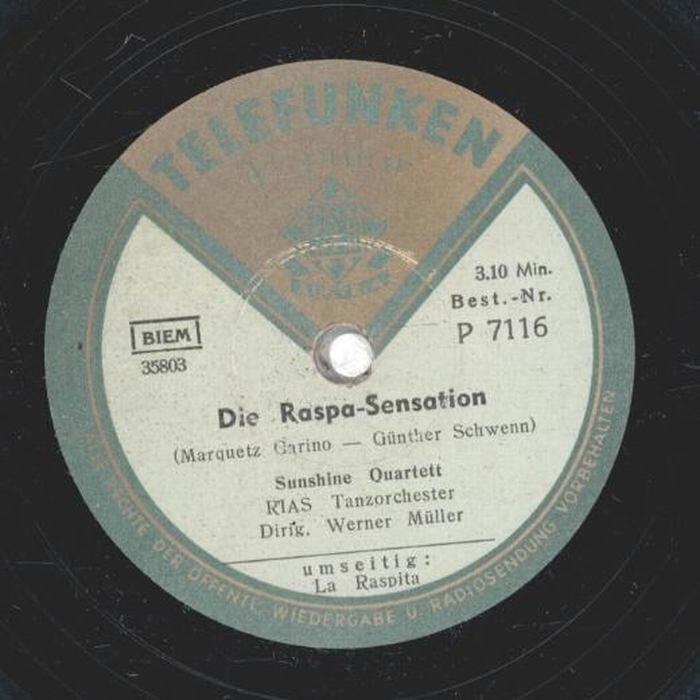 TELEFUNKEN
3.10 Min.
Best.-Nr.
P 7116
BIEM
35803
Die Raspa-Sensation
(Marquetz Garino — Günther Schwenn)
Sunshine Quartett
RIAS Tanzorchester
Dirig. Werner Müller
umseitig:
La Raspita
ALLE RECHTE DER ÖFFENTL. WIEDERGABE U. RADIOSENDUNG VORBEHALTEN